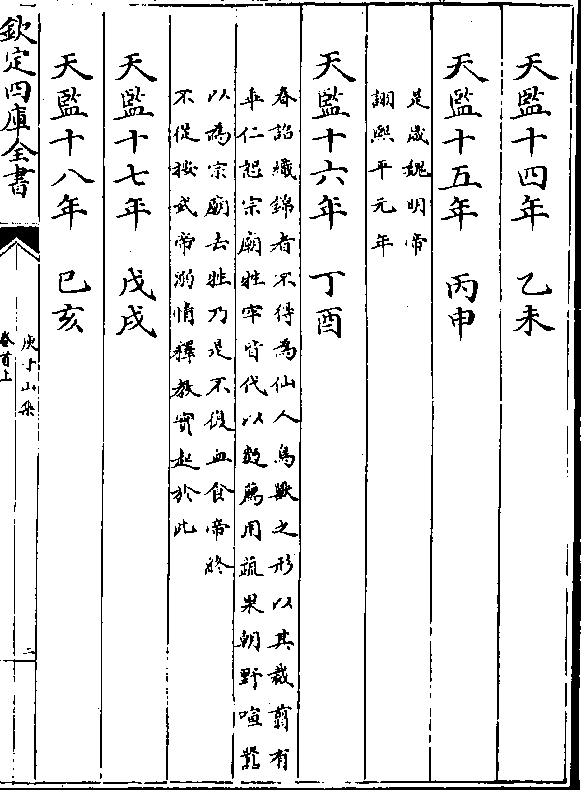 天監十四年　乙未
天監十五年　丙申
是歲魏明帝
詡熙平元年
天監十六年　丁酉
春詔織錦者不得為仙人鳥獸之形以其裁翦有
乖仁恕宗廟牲牢皆代以麪薦用蔬果朝野喧嚻
以為宗廟去牲乃是不復血食帝終
不從按武帝溺情釋教實起於此
天監十七年　戊戌
天監十八年　己亥
欽定四庫全書
庾子山集
卷首上
二